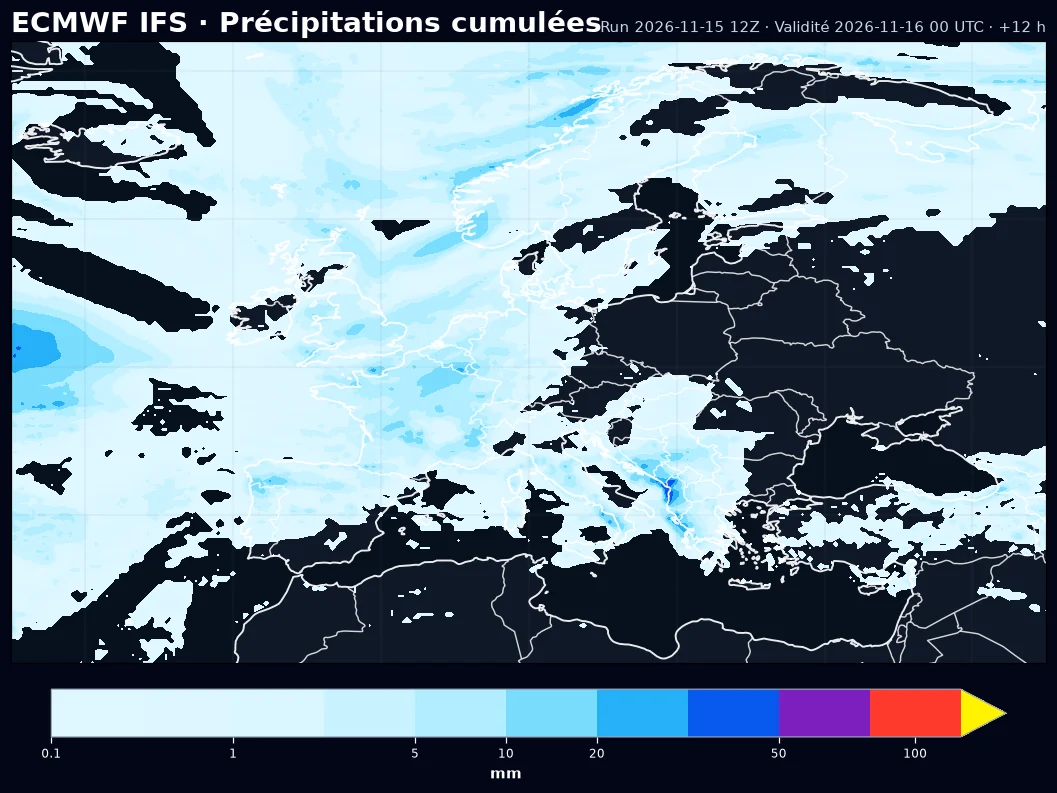 ECMWF IFS · Précipitations cumulées
Run 2026-11-15 12Z · Validité 2026-11-16 00 UTC · +12 h
0.1 1 5 10 20 50 100
mm